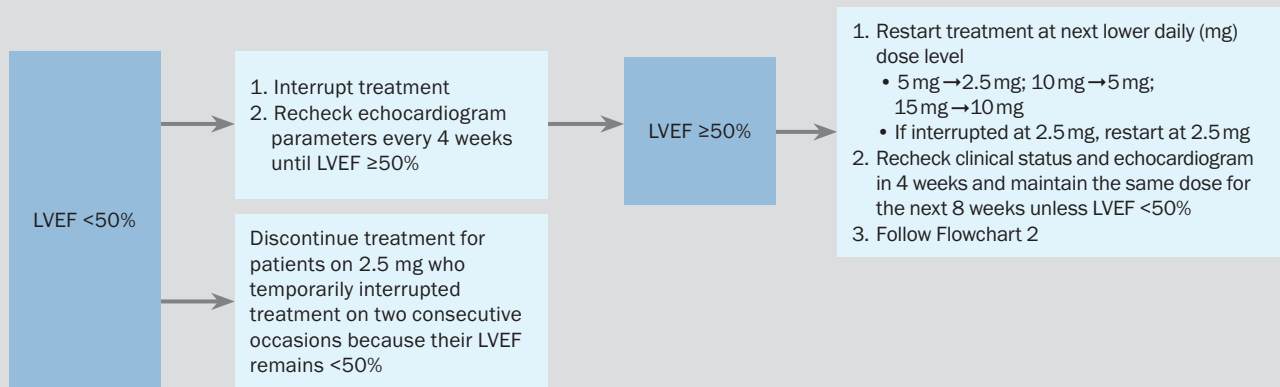 LVEF <50%
1. Interrupt treatment
2. Recheck echocardiogram
parameters every 4 weeks
until LVEF ≥50%
Discontinue treatment for
patients on 2.5 mg who
temporarily interrupted
treatment on two consecutive
occasions because their LVEF
remains <50%
LVEF ≥50%
1. Restart treatment at next lower daily (mg)
dose level
• 5 mg→2.5 mg; 10 mg→5 mg;
15 mg→10 mg
• If interrupted at 2.5 mg, restart at 2.5 mg
2. Recheck clinical status and echocardiogram
in 4 weeks and maintain the same dose for
the next 8 weeks unless LVEF <50%
3. Follow Flowchart 2